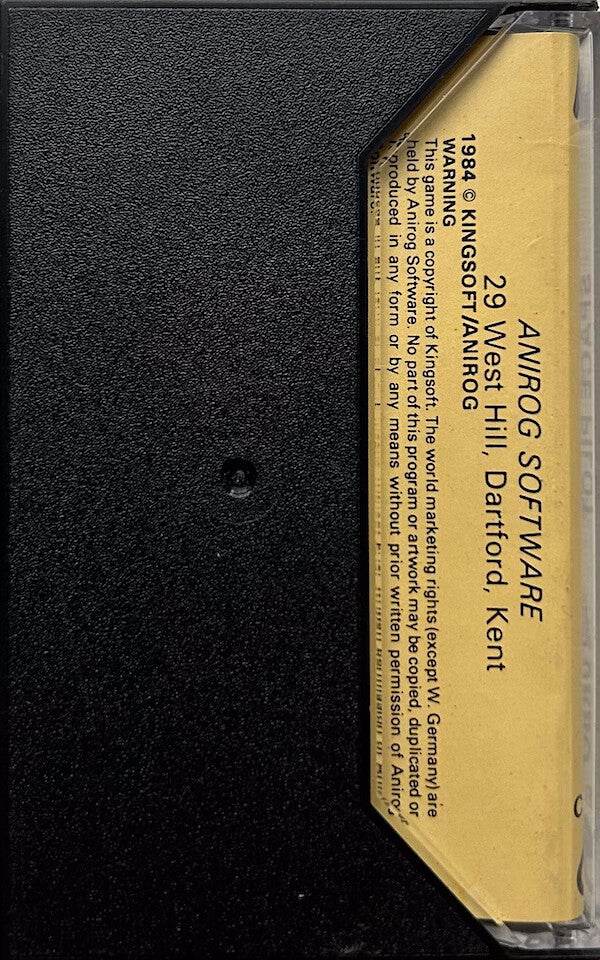 ANIROG SOFTWARE
29 West Hill, Dartford, Kent
1984 © KINGSOFT/ANIROG
WARNING
This game is a copyright of Kingsoft. The world marketing rights (except W. Germany) are
held by Anirog Software. No part of this program or artwork may be copied, duplicated or
produced in any form or by any means without prior written permission of Anirog